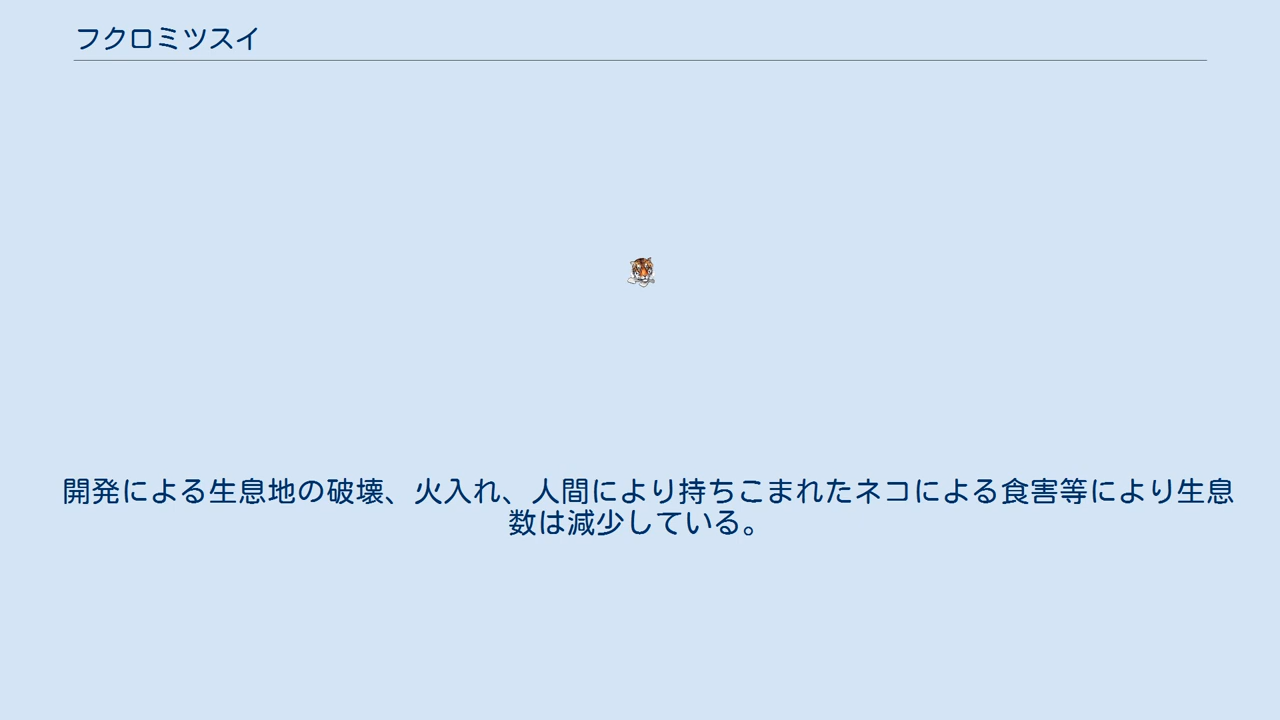 フクロミツスイ
開発による生息地の破壊、火入れ、人間により持ちこまれたネコによる食害等により生息
数は減少している。